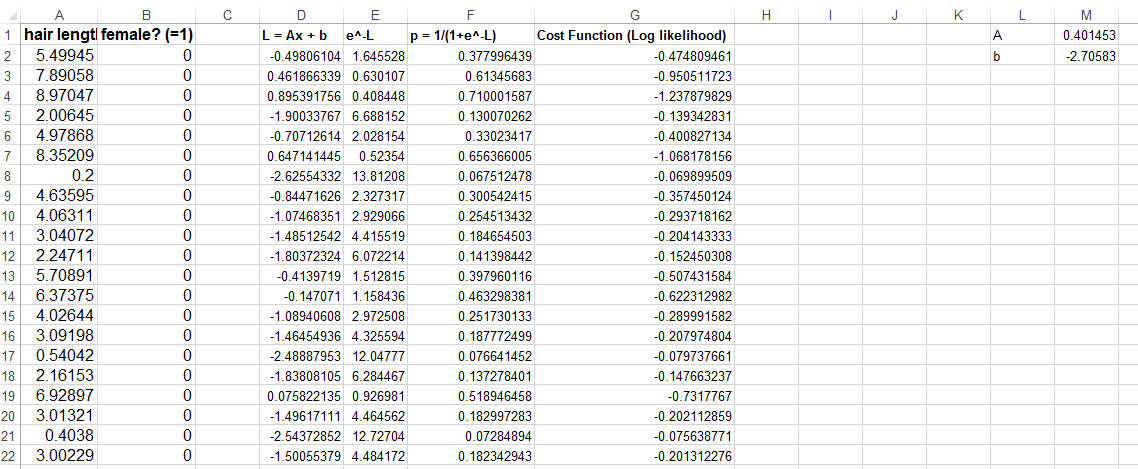 A B C D E F G H I J K L M
1 hair lengt female? (=1) L = Ax + b e^-L p = 1/(1+e^-L) Cost Function (Log likelihood) A 0.401453
2 5.49945 0 -0.49806104 1.645528 0.377996439 -0.474809461 b -2.70583
3 7.89058 0 0.461866339 0.630107 0.61345683 -0.950511723
4 8.97047 0 0.895391756 0.408448 0.710001587 -1.237879829
5 2.00645 0 -1.90033767 6.688152 0.130070262 -0.139342831
6 4.97868 0 -0.70712614 2.028154 0.33023417 -0.400827134
7 8.35209 0 0.647141445 0.52354 0.656366005 -1.068178156
8 0.2 0 -2.62554332 13.81208 0.067512478 -0.069899509
9 4.63595 0 -0.84471626 2.327317 0.300542415 -0.357450124
10 4.06311 0 -1.07468351 2.929066 0.254513432 -0.293718162
11 3.04072 0 -1.48512542 4.415519 0.184654503 -0.204143333
12 2.24711 0 -1.80372324 6.072214 0.141398442 -0.152450308
13 5.70891 0 -0.4139719 1.512815 0.397960116 -0.507431584
14 6.37375 0 -0.147071 1.158436 0.463298381 -0.622312982
15 4.02644 0 -1.08940608 2.972508 0.251730133 -0.289991582
16 3.09198 0 -1.46454936 4.325594 0.187772499 -0.207974804
17 0.54042 0 -2.48887953 12.04777 0.076641452 -0.079737661
18 2.16153 0 -1.83808105 6.284467 0.137278401 -0.147663237
19 6.92897 0 0.075822135 0.926981 0.518946458 -0.7317767
20 3.01321 0 -1.49617111 4.464562 0.182997283 -0.202112859
21 0.4038 0 -2.54372852 12.72704 0.07284894 -0.075638771
22 3.00229 0 -1.50055379 4.484172 0.182342943 -0.201312276